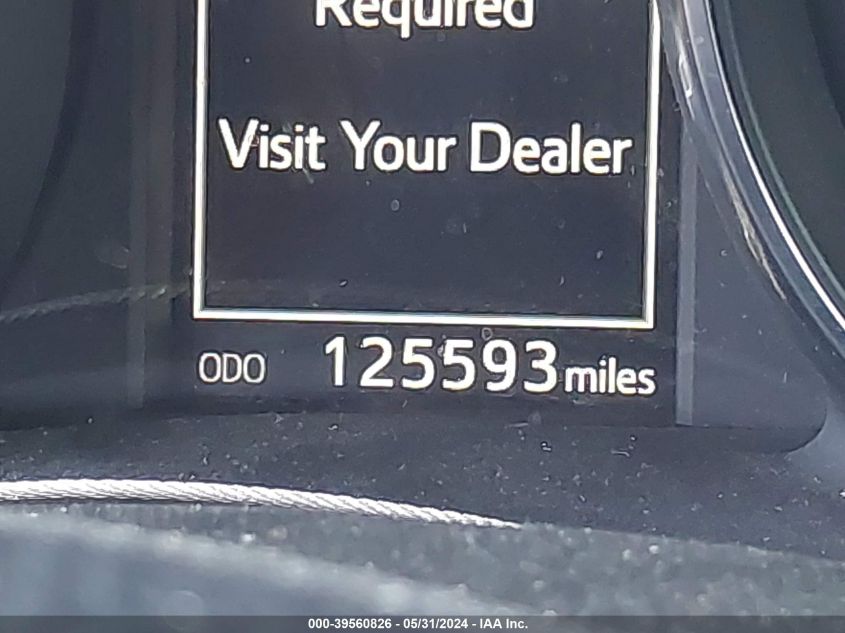 Required
Visit Your Dealer
ODO 125593 miles
000-39560826 - 05/31/2024 - IAA Inc.